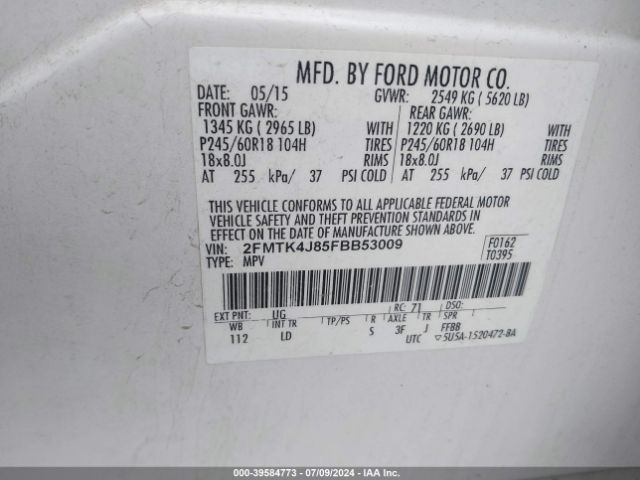 MFD. BY FORD MOTOR CO.
DATE: 05/15 GVWR: 2549 KG ( 5620 LB)
FRONT GAWR: REAR GAWR:
1345 KG ( 2965 LB) WITH 1220 KG ( 2690 LB) WITH
P245/60R18 104H TIRES P245/60R18 104H TIRES
18x8.0J RIMS 18x8.0J RIMS
AT 255 kPa/ 37 PSI COLD AT 255 kPa/ 37 PSI COLD
THIS VEHICLE CONFORMS TO ALL APPLICABLE FEDERAL MOTOR
VEHICLE SAFETY AND THEFT PREVENTION STANDARDS IN
EFFECT ON THE DATE OF MANUFACTURE SHOWN ABOVE.
VIN: 2FMTK4J85FBB53009 F0162
TYPE: MPV T0395
EXT PNT: UG RC: 71 DSO:
WB INT TR TP/PS R AXLE TR SPR
112 LD S 3F J FFBB
UTC ▽5U5A-1520472-BA
000-39584773 - 07/09/2024 - IAA Inc.